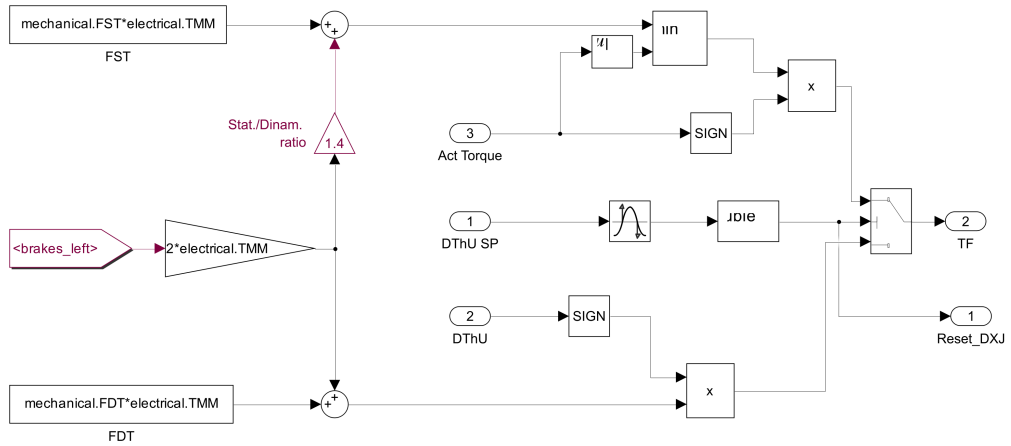 mechanical.FST*electrical.TMM
FST
+
+
x
Stat./Dinam.
ratio
1.4
3
Act Torque
SIGN
1
DThU SP
<brakes_left>
2*electrical.TMM
2
TF
2
DThU
SIGN
1
Reset_DXJ
mechanical.FDT*electrical.TMM
FDT
+
+
x